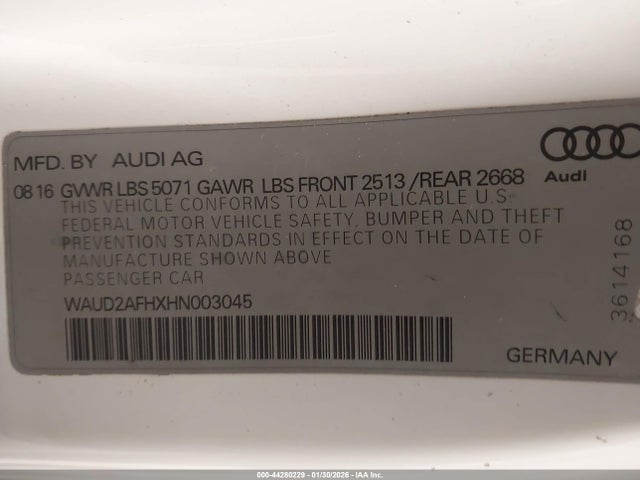 MFD. BY AUDI AG
08 16 GVWR LBS 5071 GAWR LBS FRONT 2513 /REAR 2668
THIS VEHICLE CONFORMS TO ALL APPLICABLE U.S.
FEDERAL MOTOR VEHICLE SAFETY, BUMPER AND THEFT
PREVENTION STANDARDS IN EFFECT ON THE DATE OF
MANUFACTURE SHOWN ABOVE
PASSENGER CAR
WAUD2AFHXHN003045
Audi
3614168
GERMANY
000-44280229 - 01/30/2026 - IAA Inc.